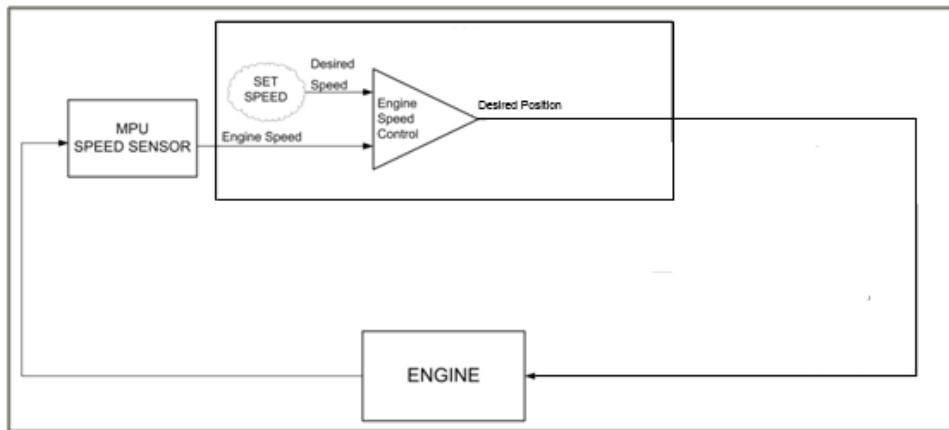 SET
SPEED
Desired
Speed
Engine
Speed
Control
Desired Position
MPU
SPEED SENSOR
Engine Speed
ENGINE